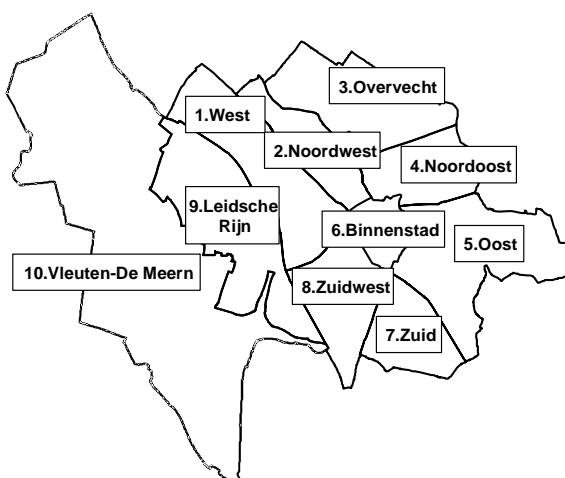 3.Overvecht
1.West
2.Noordwest
4.Noordoost
9.Leidsche
Rijn
6.Binnenstad
5.Oost
10.Vleuten-De Meern
8.Zuidwest
7.Zuid